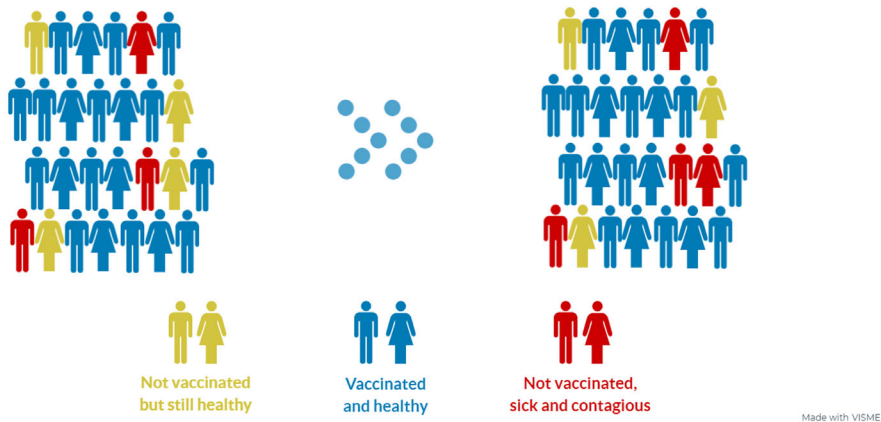 Not vaccinated
but still healthy
Vaccinated
and healthy
Not vaccinated,
sick and contagious
Made with VISME